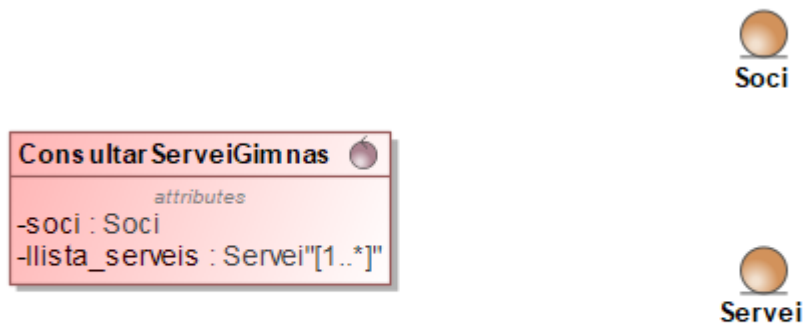 Soci
ConsultarServeiGimnas
attributes
-soci : Soci
-llista_serveis : Servei"[1..*]"
Servei